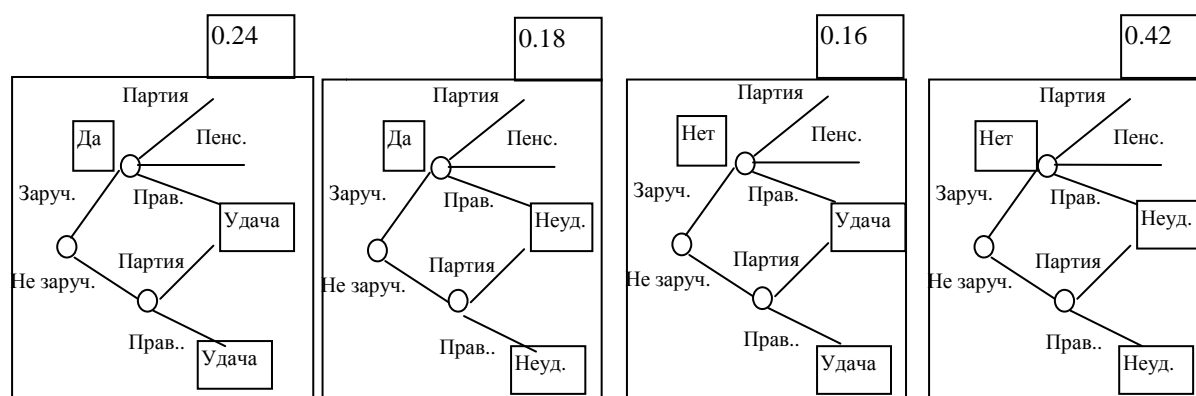 0.24
Партия
Да
Пенс.
Заруч.
Прав.
Удача
Партия
Не заруч.
Прав..
Удача
0.18
Партия
Да
Пенс.
Заруч.
Прав.
Неуд.
Партия
Не заруч.
Прав..
Неуд.
0.16
Партия
Нет
Пенс.
Заруч.
Прав.
Удача
Партия
Не заруч.
Прав..
Удача
0.42
Партия
Нет
Пенс.
Заруч.
Прав.
Неуд.
Партия
Не заруч.
Прав..
Неуд.